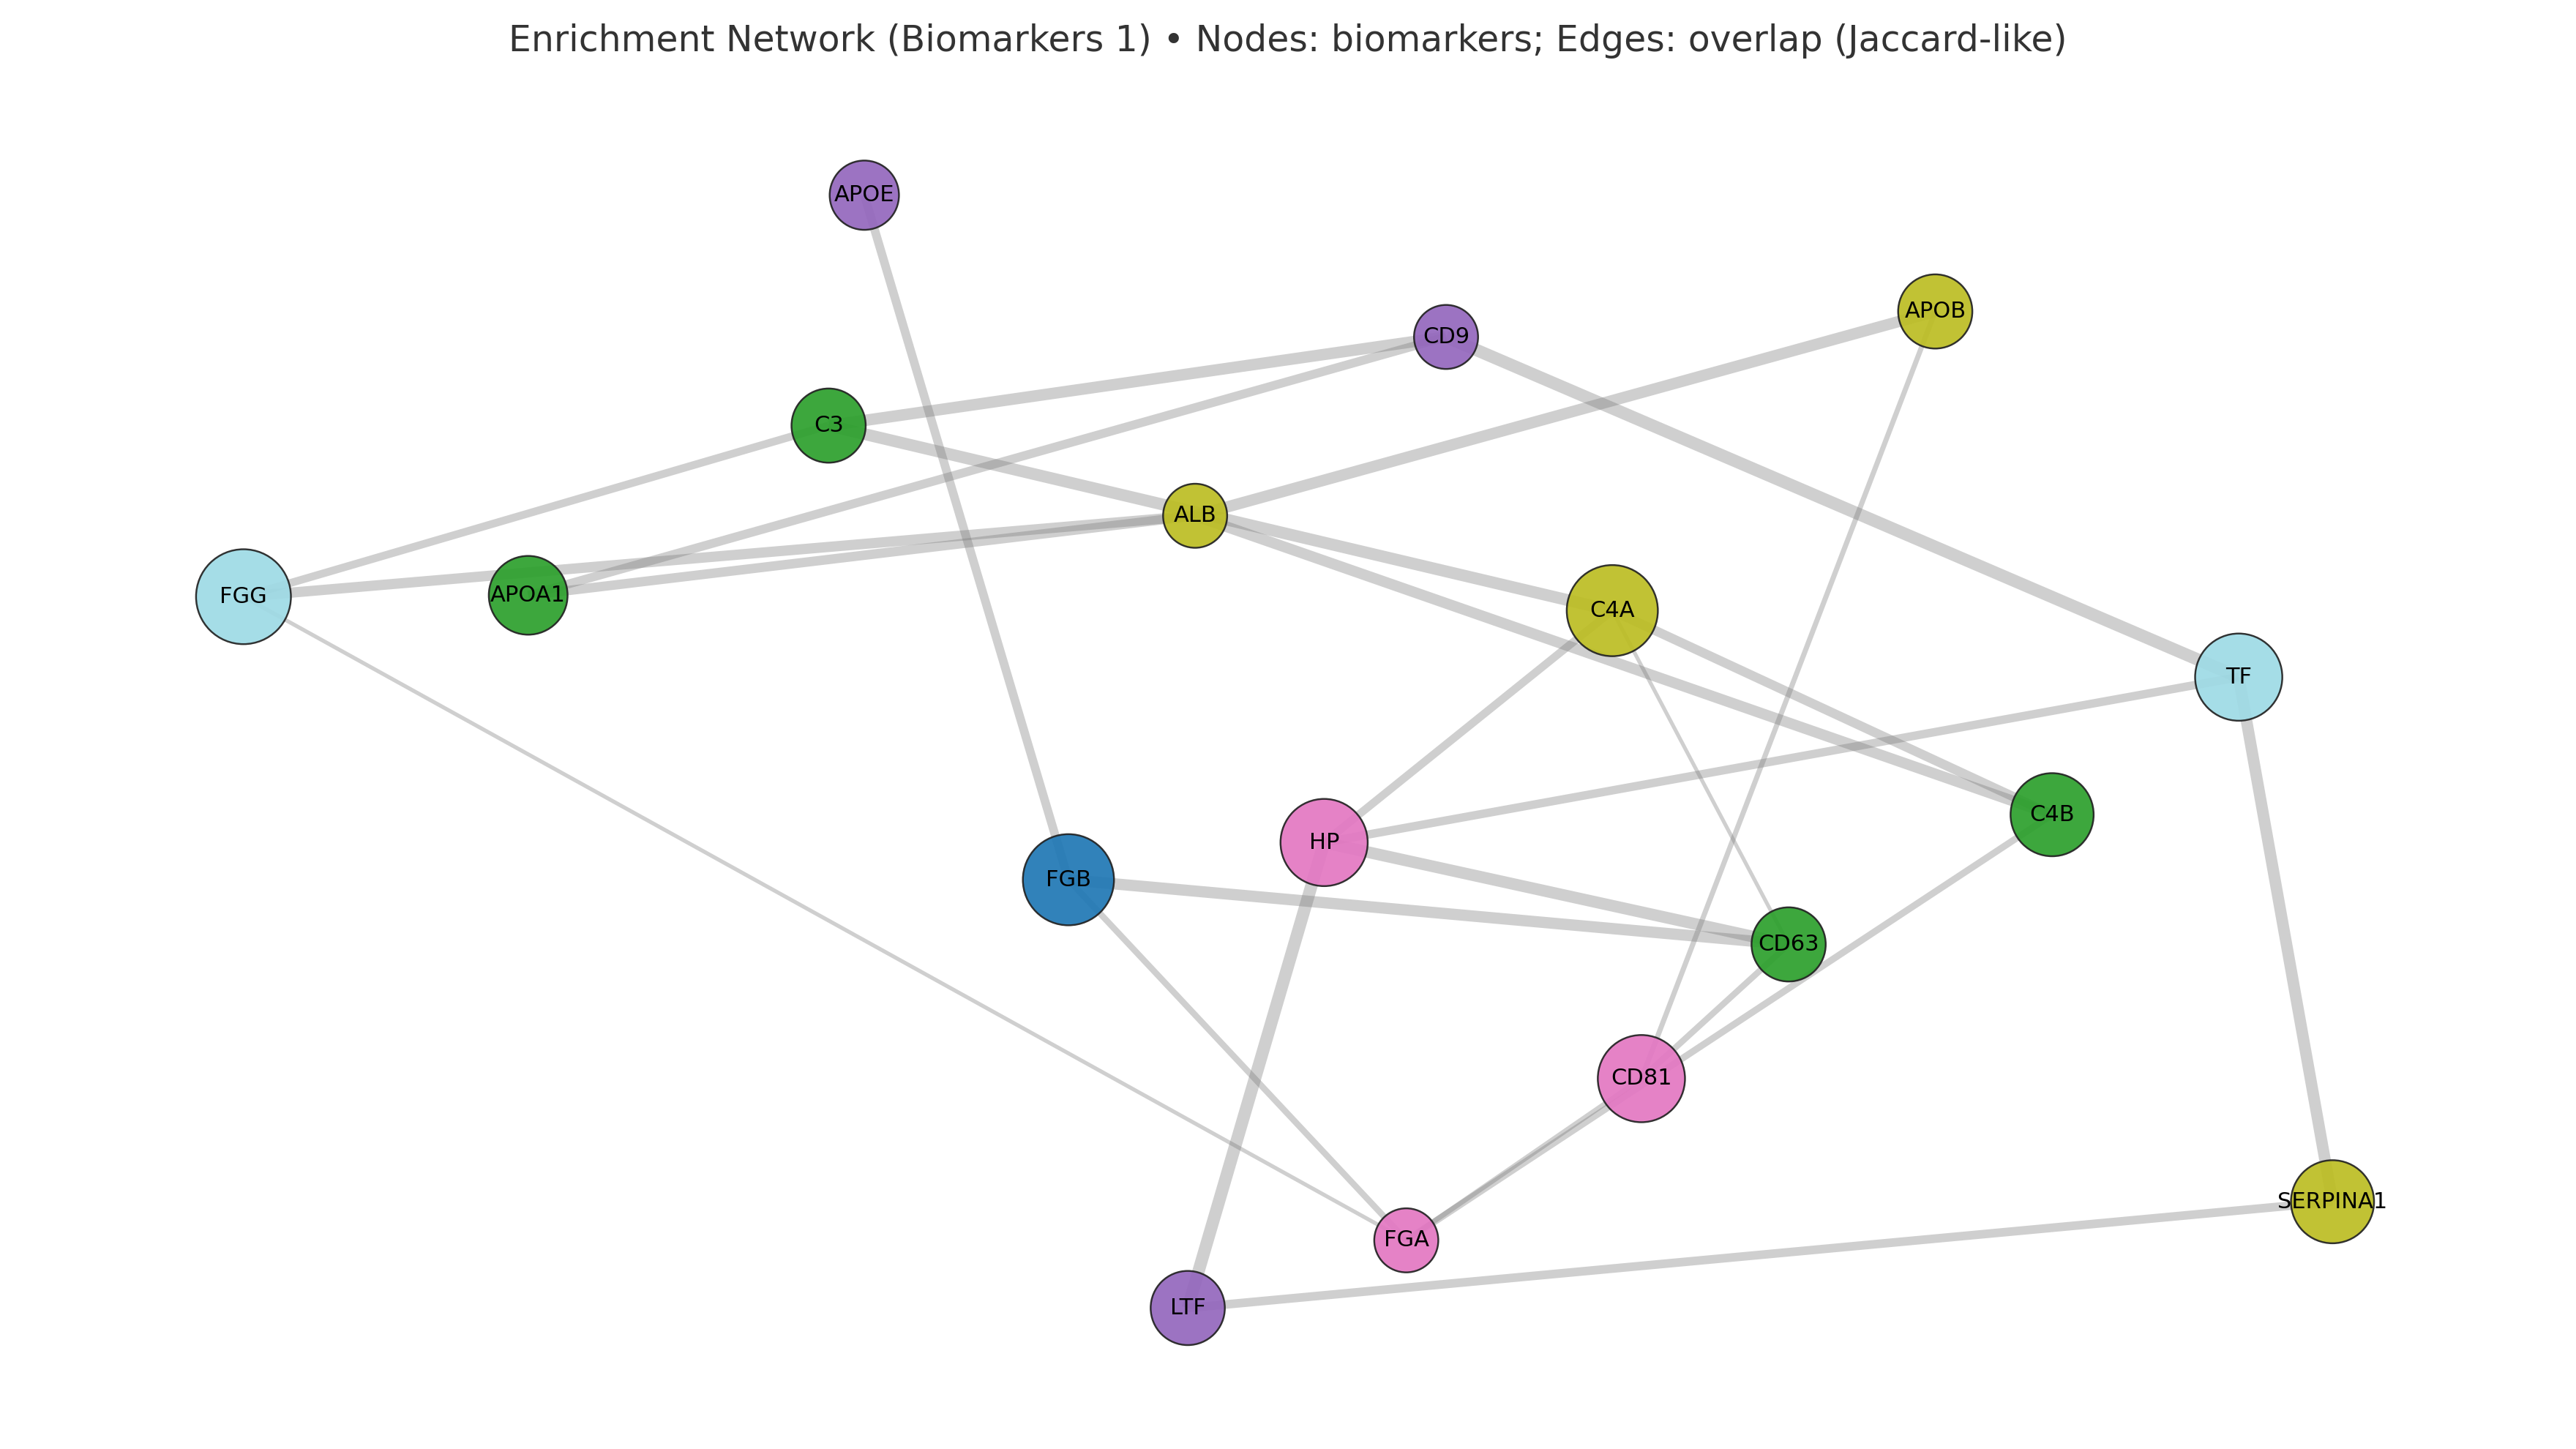 Enrichment Network (Biomarkers 1) • Nodes: biomarkers; Edges: overlap (Jaccard-like)
APOE
APOB
CD9
C3
ALB
FGG
APOA1
C4A
TF
C4B
HP
FGB
CD63
CD81
SERPINA1
FGA
LTF